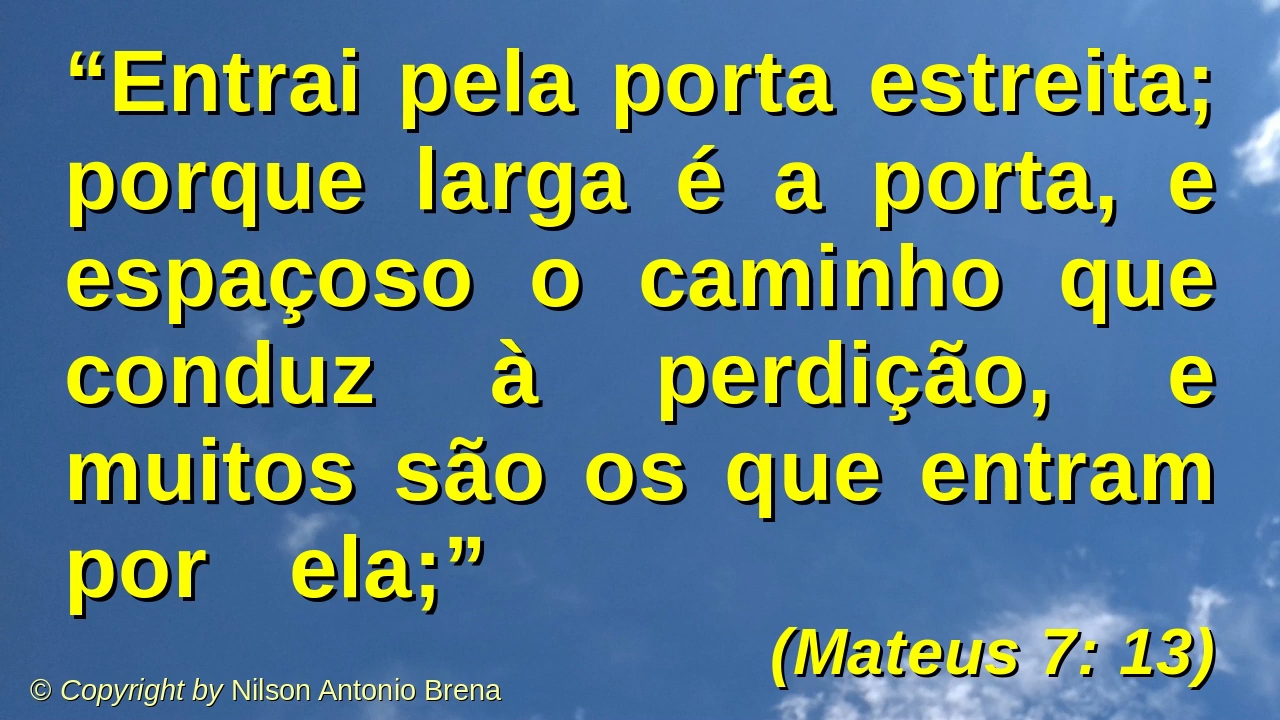 “Entrai pela porta estreita;
porque larga é a porta, e
espaçoso o caminho que
conduz à perdição, e
muitos são os que entram
por ela;”
(Mateus 7: 13)
© Copyright by Nilson Antonio Brena